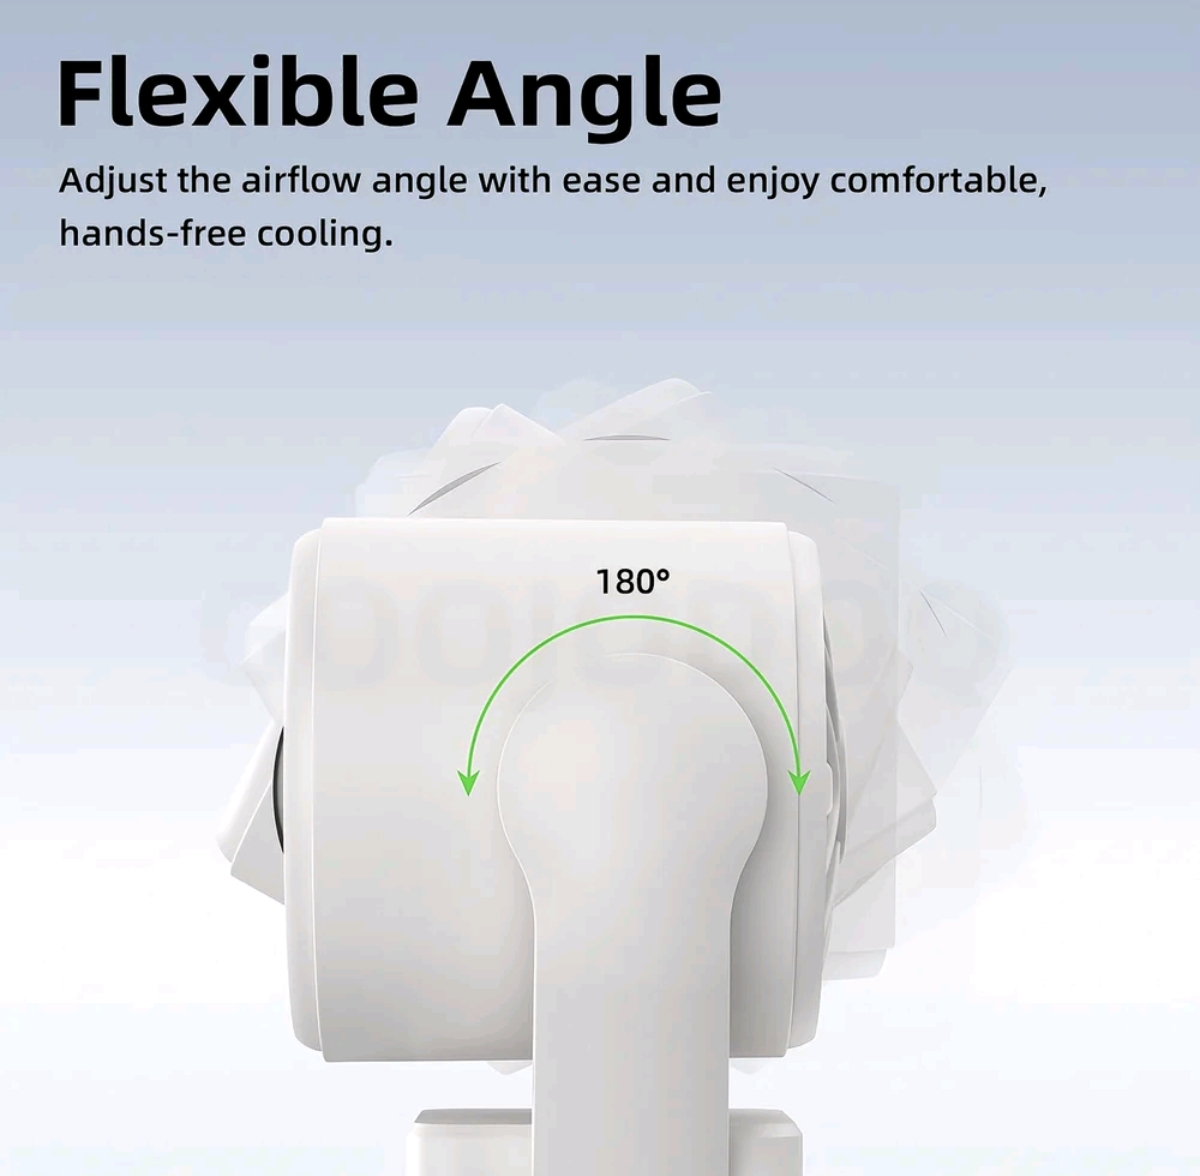 Flexible Angle
Adjust the airflow angle with ease and enjoy comfortable,
hands-free cooling.
180°